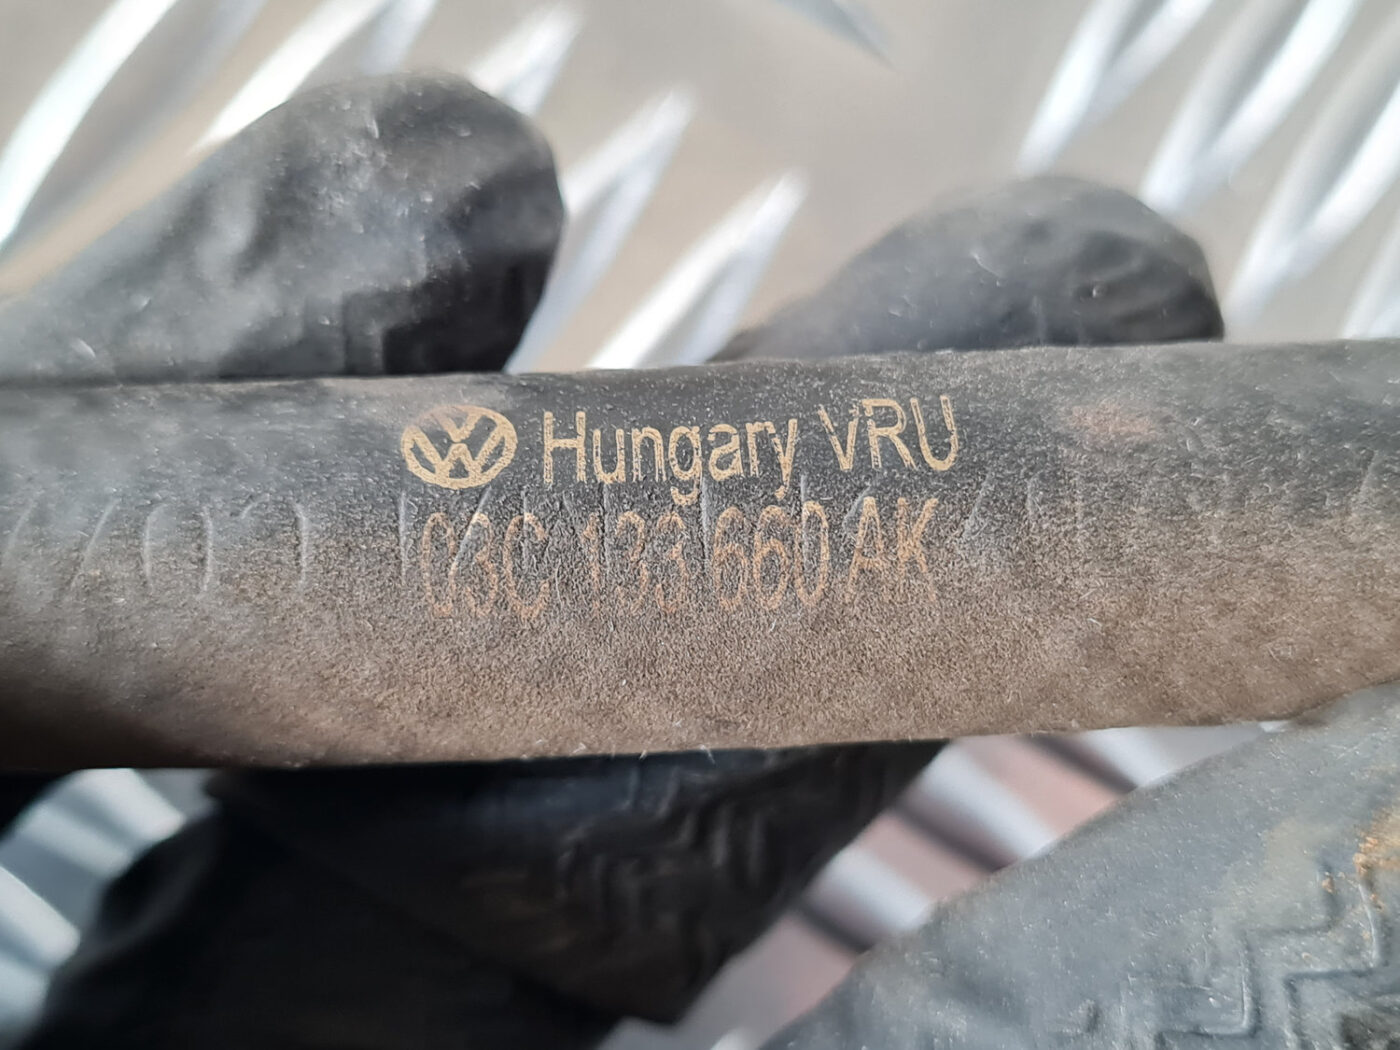 Hungary VRU
03C 133 660 AK